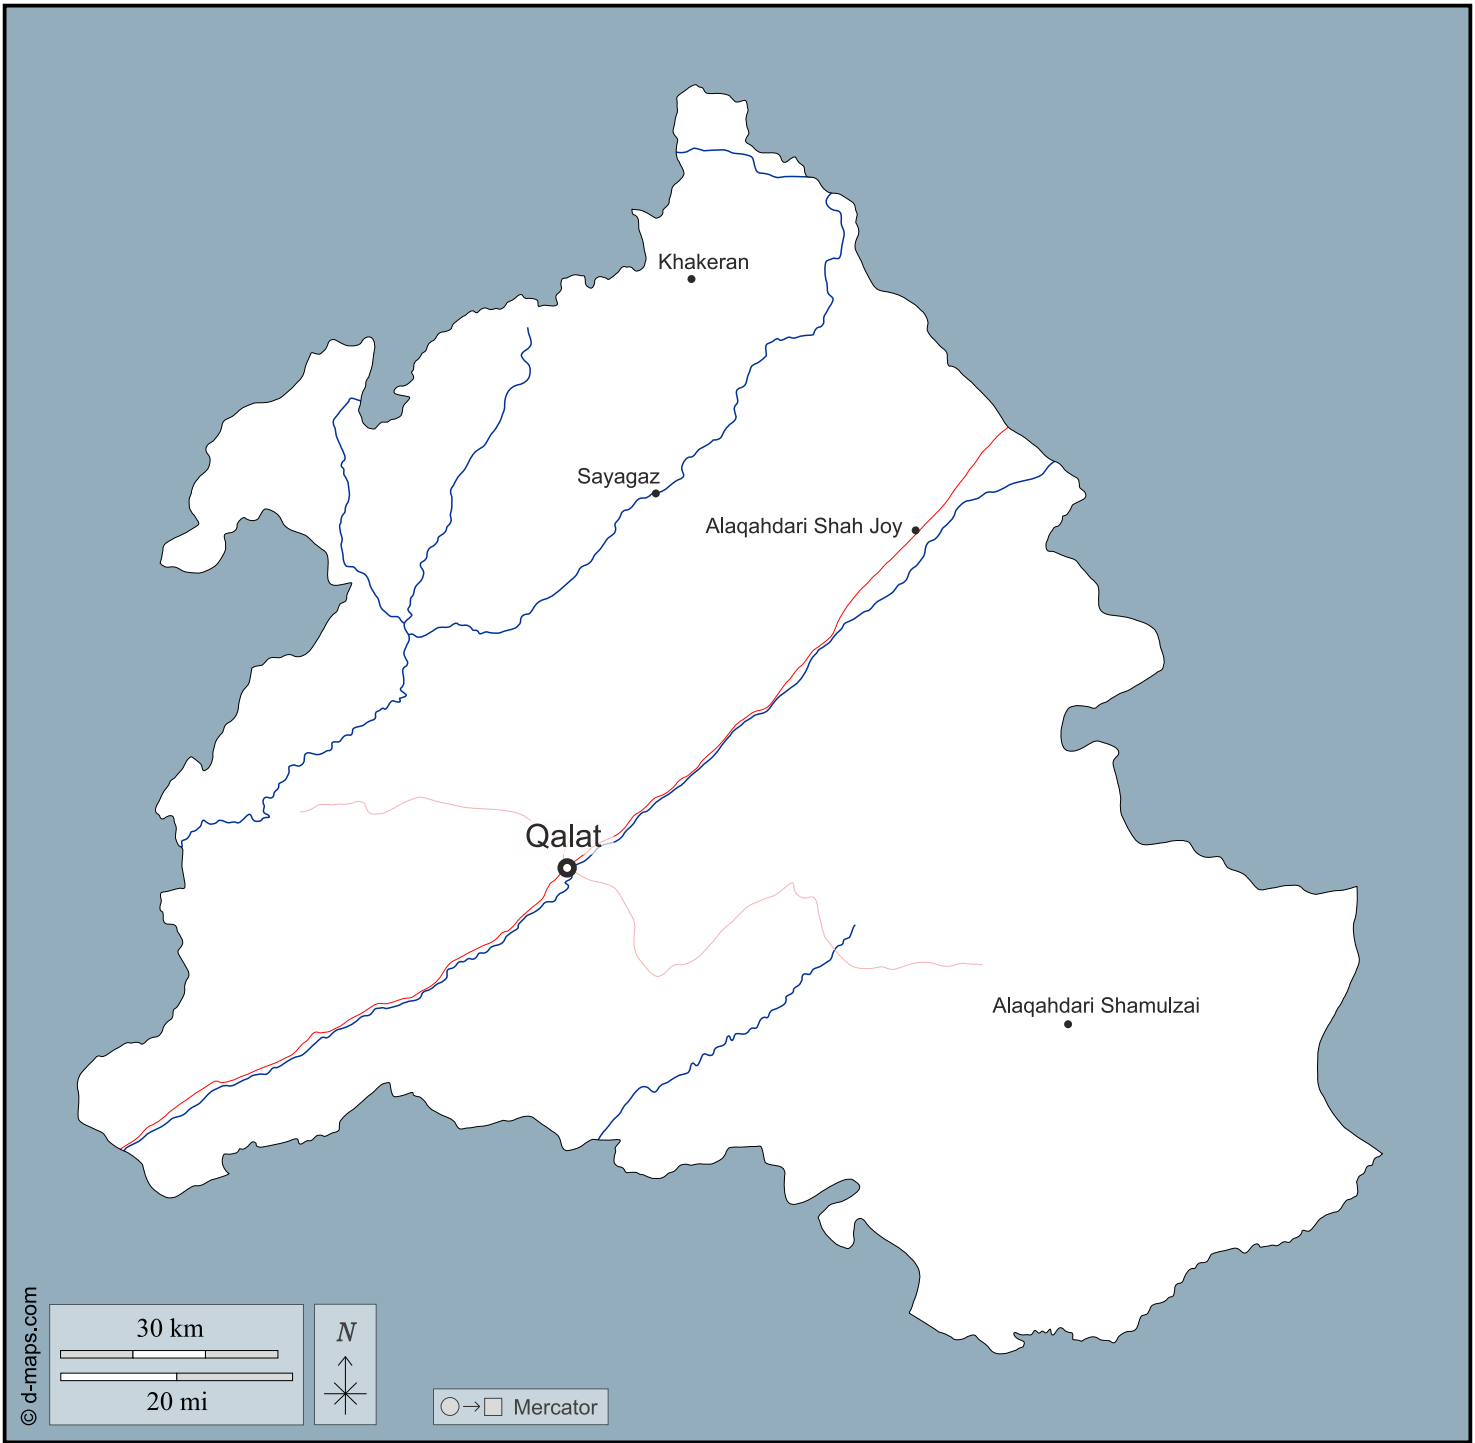 Khakeran
Sayagaz
Alaqahdari Shah Joy
Qalat
Alaqahdari Shamulzai
© d-maps.com
30 km
20 mi
N
Mercator